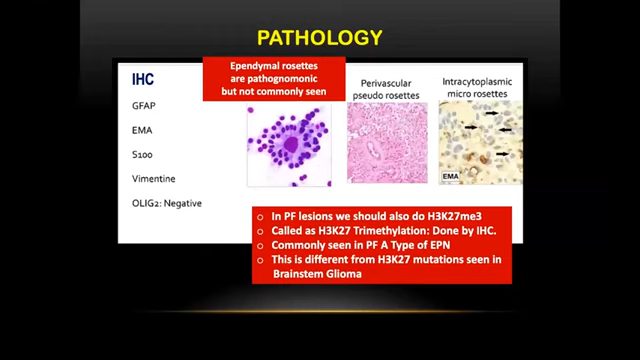 PATHOLOGY
IHC
GFAP
EMA
S100
Vimentine
OLIG2: Negative
Ependymal rosettes
are pathognomonic
but not commonly seen
Perivascular
pseudo rosettes
Intracytoplasmic
micro rosettes
EMA
○ In PF lesions we should also do H3K27me3
○ Called as H3K27 Trimethylation: Done by IHC.
○ Commonly seen in PF A Type of EPN
○ This is different from H3K27 mutations seen in
Brainstem Glioma